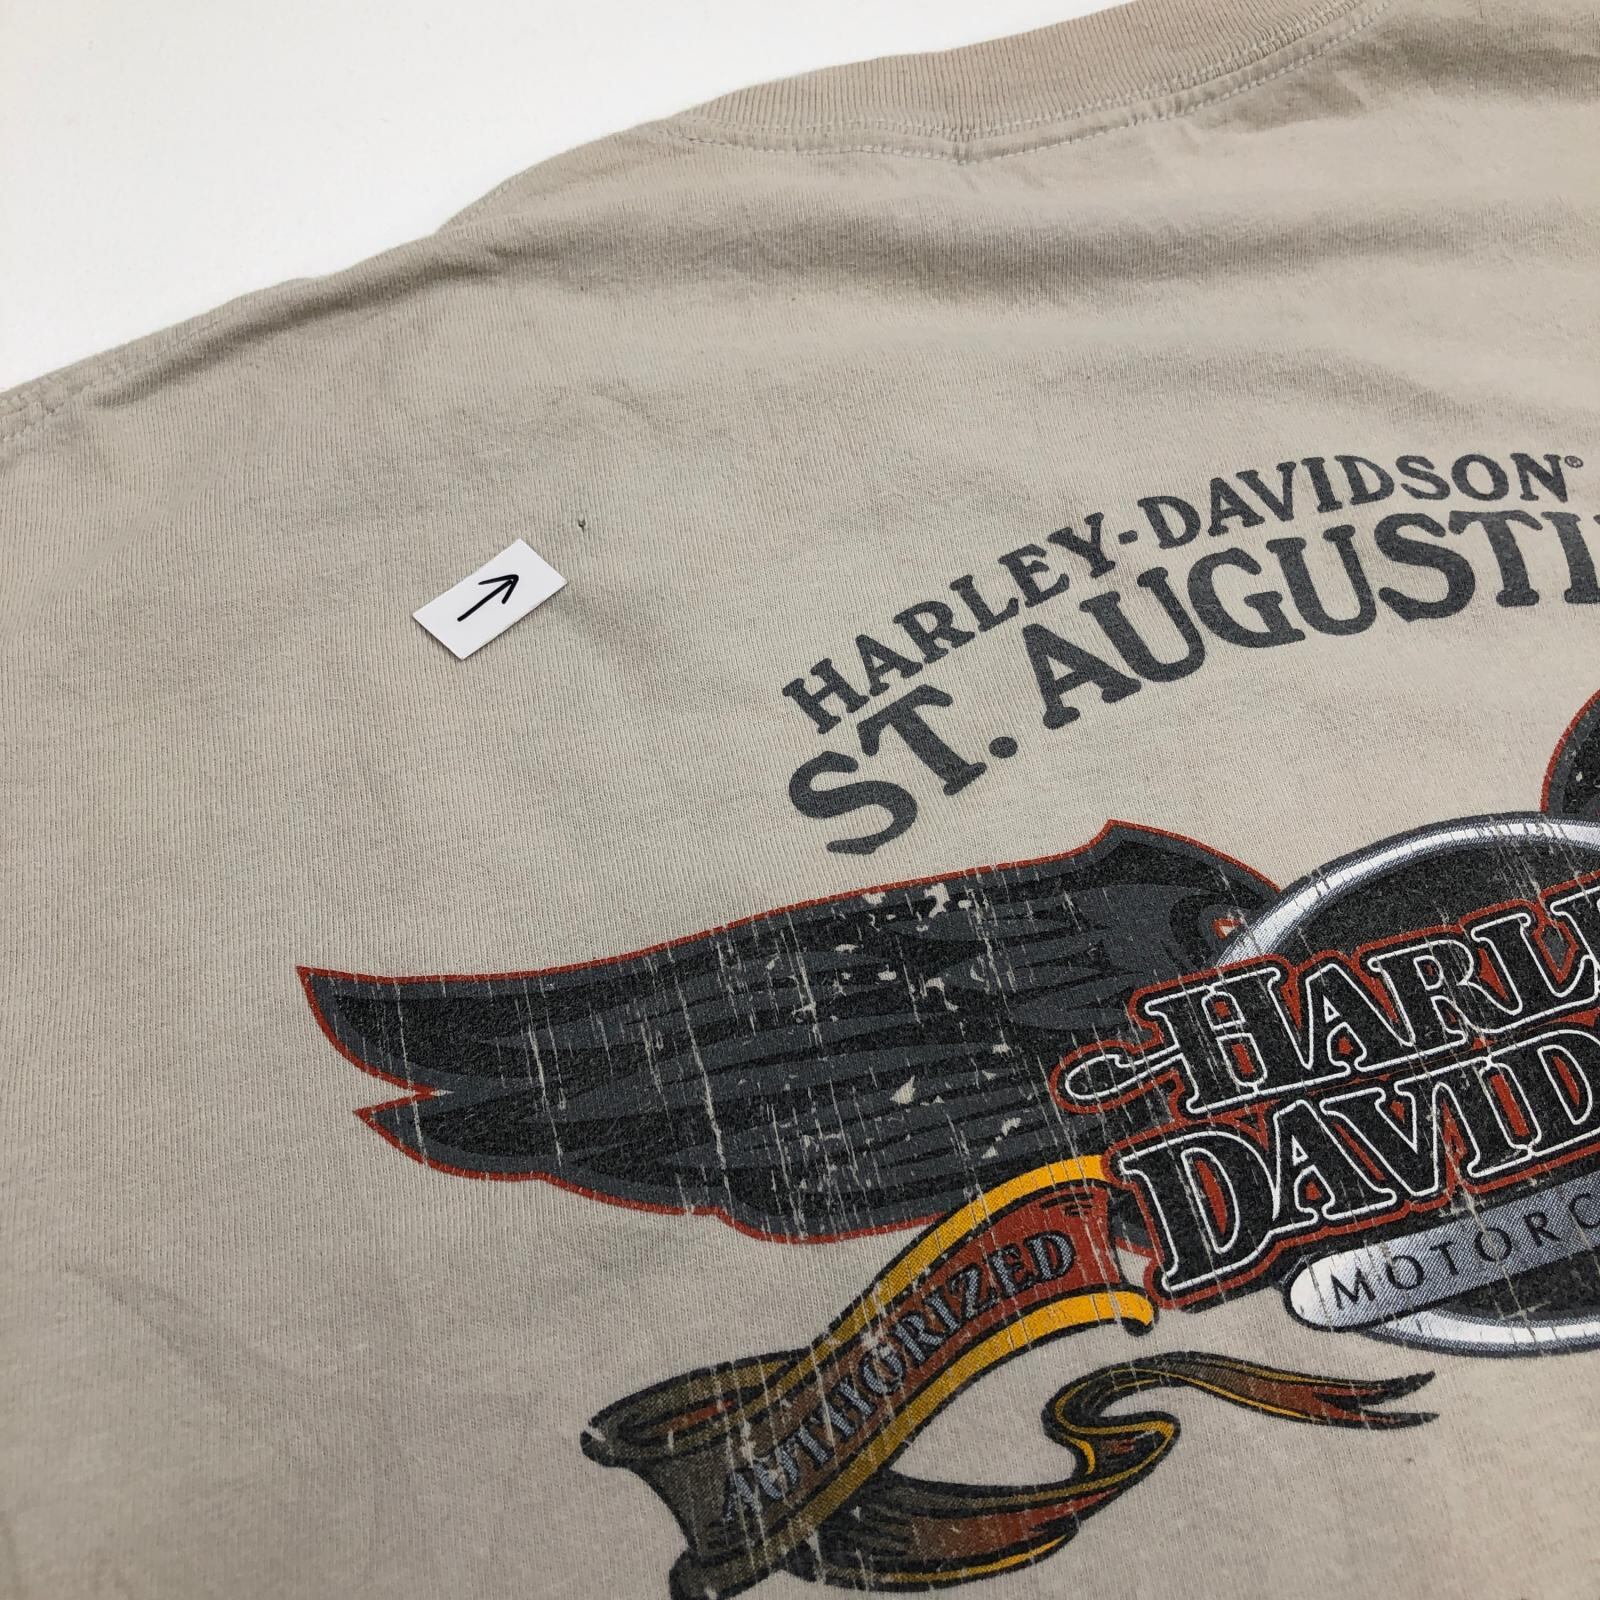 HARLEY-DAVIDSON®
ST. AUGUSTI
HARL
DAVID
MOTORC
AUTHORIZED